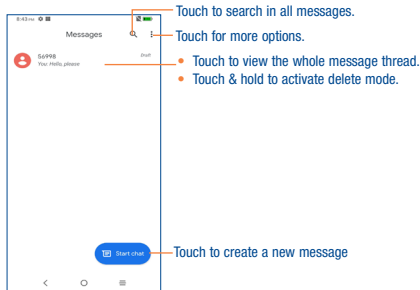 8:43 PM
Touch to search in all messages.
Messages
Touch for more options.
56998
Draft
You: Hello, please
• Touch to view the whole message thread.
• Touch & hold to activate delete mode.
Start chat
Touch to create a new message